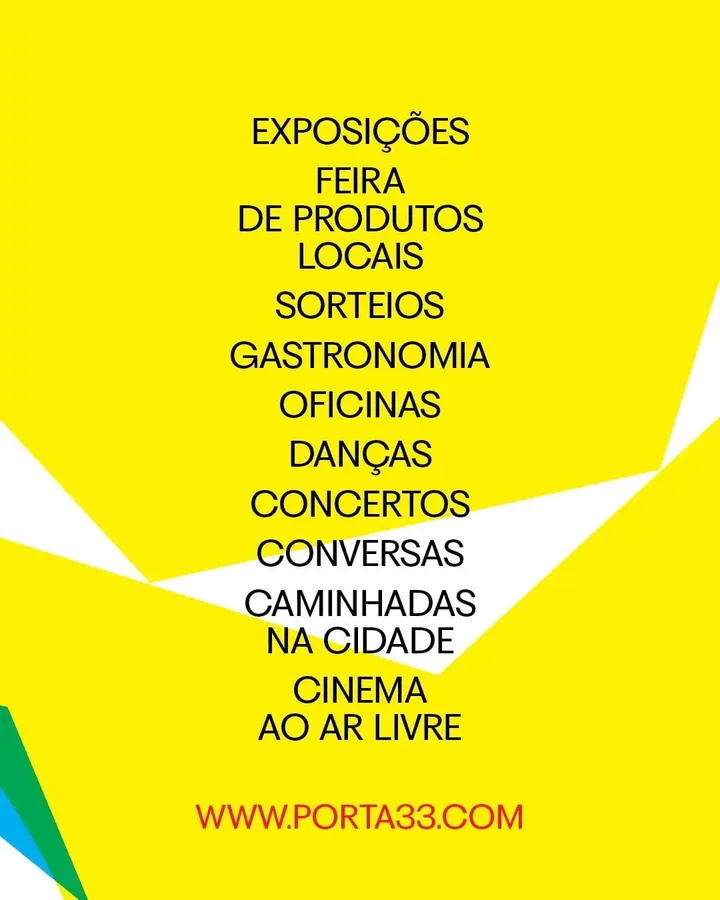 EXPOSIÇÕES
FEIRA
DE PRODUTOS
LOCAIS
SORTEIOS
GASTRONOMIA
OFICINAS
DANÇAS
CONCERTOS
CONVERSAS
CAMINHADAS
NA CIDADE
CINEMA
AO AR LIVRE
WWW.PORTA33.COM